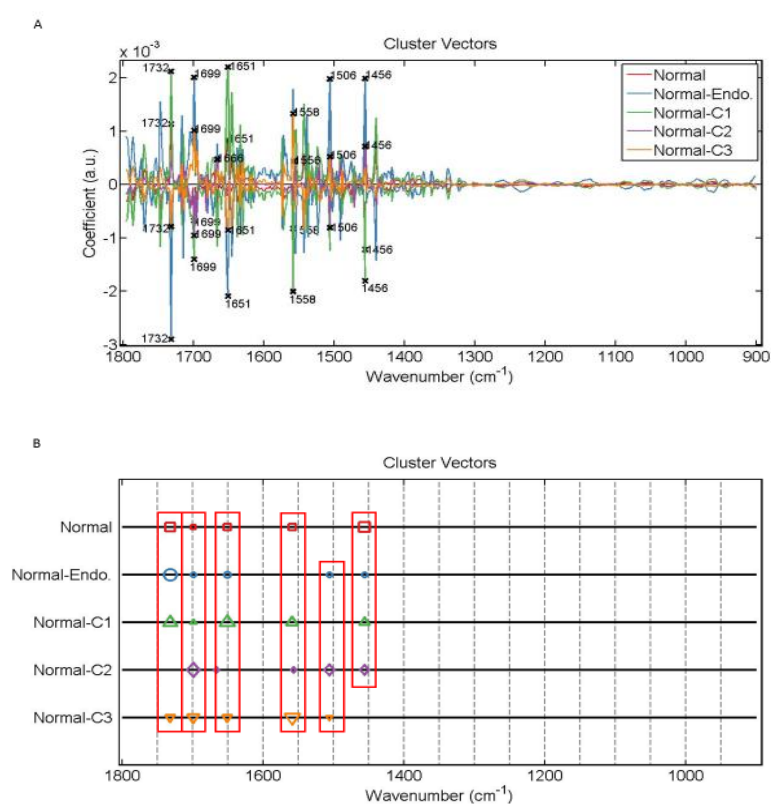 A
x 10⁻³
Cluster Vectors
2
1
0
-1
-2
-3
Coefficient (a.u.)
1732
1699
1651
1506
1456
1732
1699
1651
1666
1558
1556
1506
1456
1732
1699
1699
1699
1651
1558
1506
1456
1456
1651
1558
1732
Normal
Normal-Endo.
Normal-C1
Normal-C2
Normal-C3
1800 1700 1600 1500 1400 1300 1200 1100 1000 900
Wavenumber (cm⁻¹)
B
Cluster Vectors
Normal
Normal-Endo.
Normal-C1
Normal-C2
Normal-C3
1800 1600 1400 1200 1000
Wavenumber (cm⁻¹)